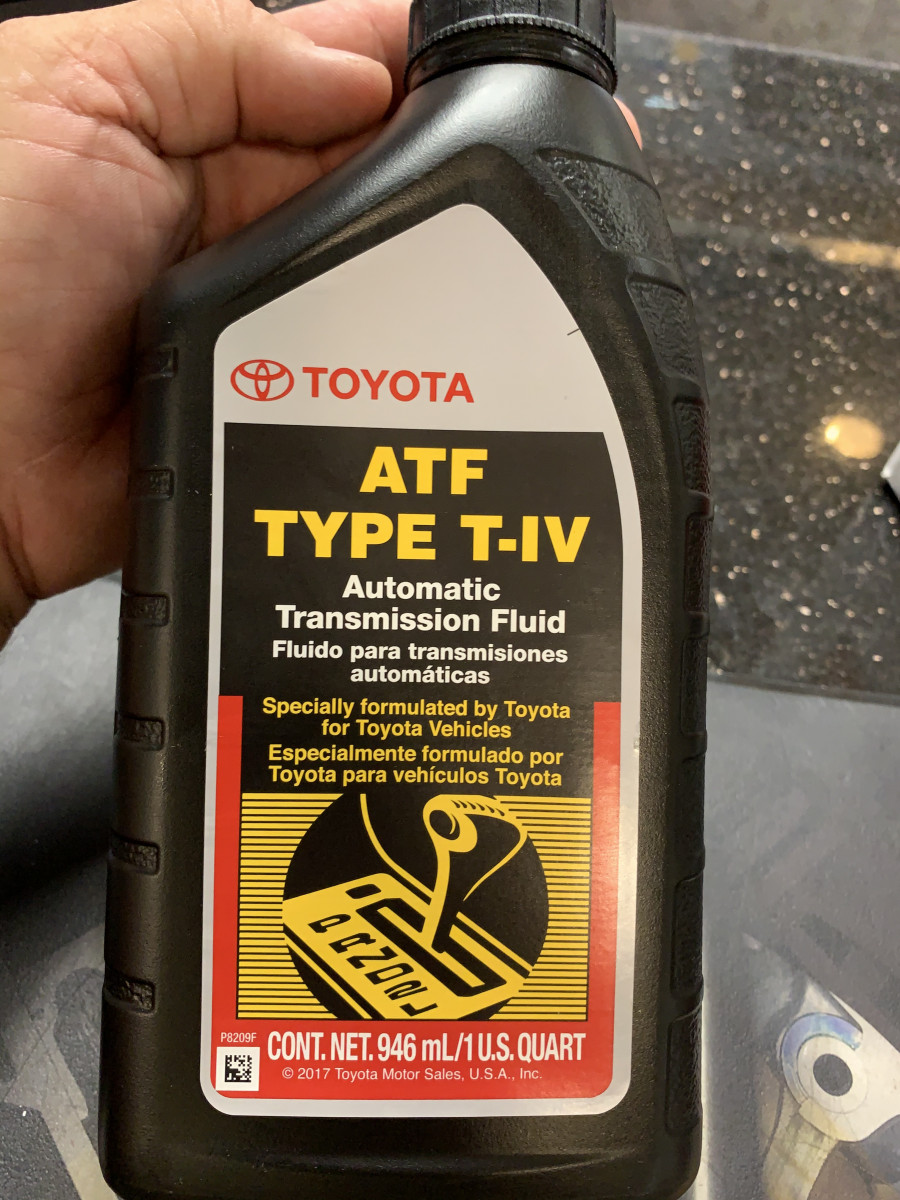 TOYOTA
ATF
TYPE T-IV
Automatic
Transmission Fluid
Fluido para transmisiones
automáticas
Specially formulated by Toyota
for Toyota Vehicles
Especialmente formulado por
Toyota para vehículos Toyota
P R N D 2 L
P8209F
CONT. NET. 946 mL/1 U.S. QUART
© 2017 Toyota Motor Sales, U.S.A., Inc.